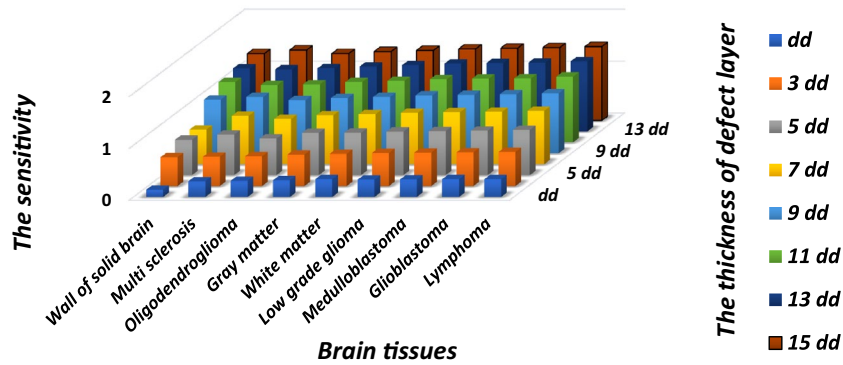 The sensitivity
2
1
0
Wall of solid brain
Multi sclerosis
Oligodendroglioma
Gray matter
White matter
Low grade glioma
Medulloblastoma
Glioblastoma
Lymphoma
Brain tissues
dd
5 dd
9 dd
13 dd
The thickness of defect layer
dd
3 dd
5 dd
7 dd
9 dd
11 dd
13 dd
15 dd